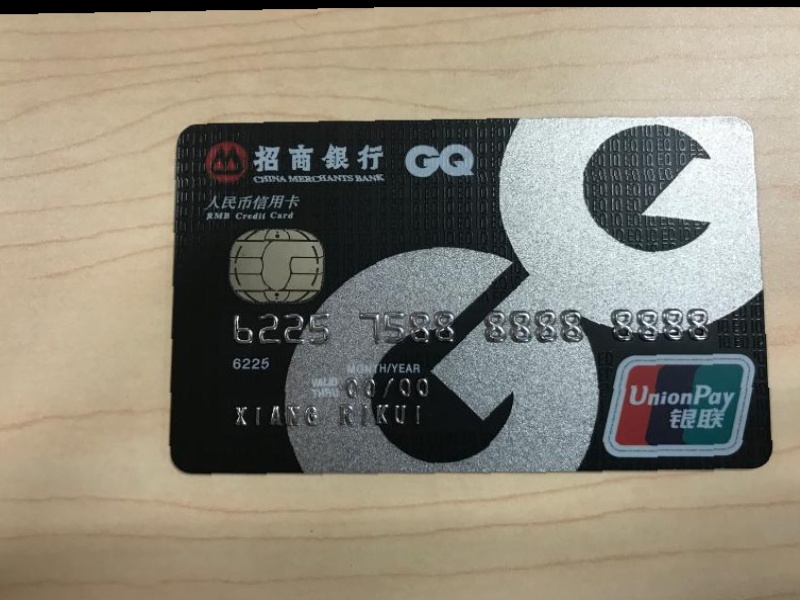 招商银行 GQ
CHINA MERCHANTS BANK
人民币信用卡
RMB Credit Card
6225 7588 8888 8888
6225
MONTH/YEAR
VALID THRU 00/00
XIANG RIKUI
UnionPay
银联